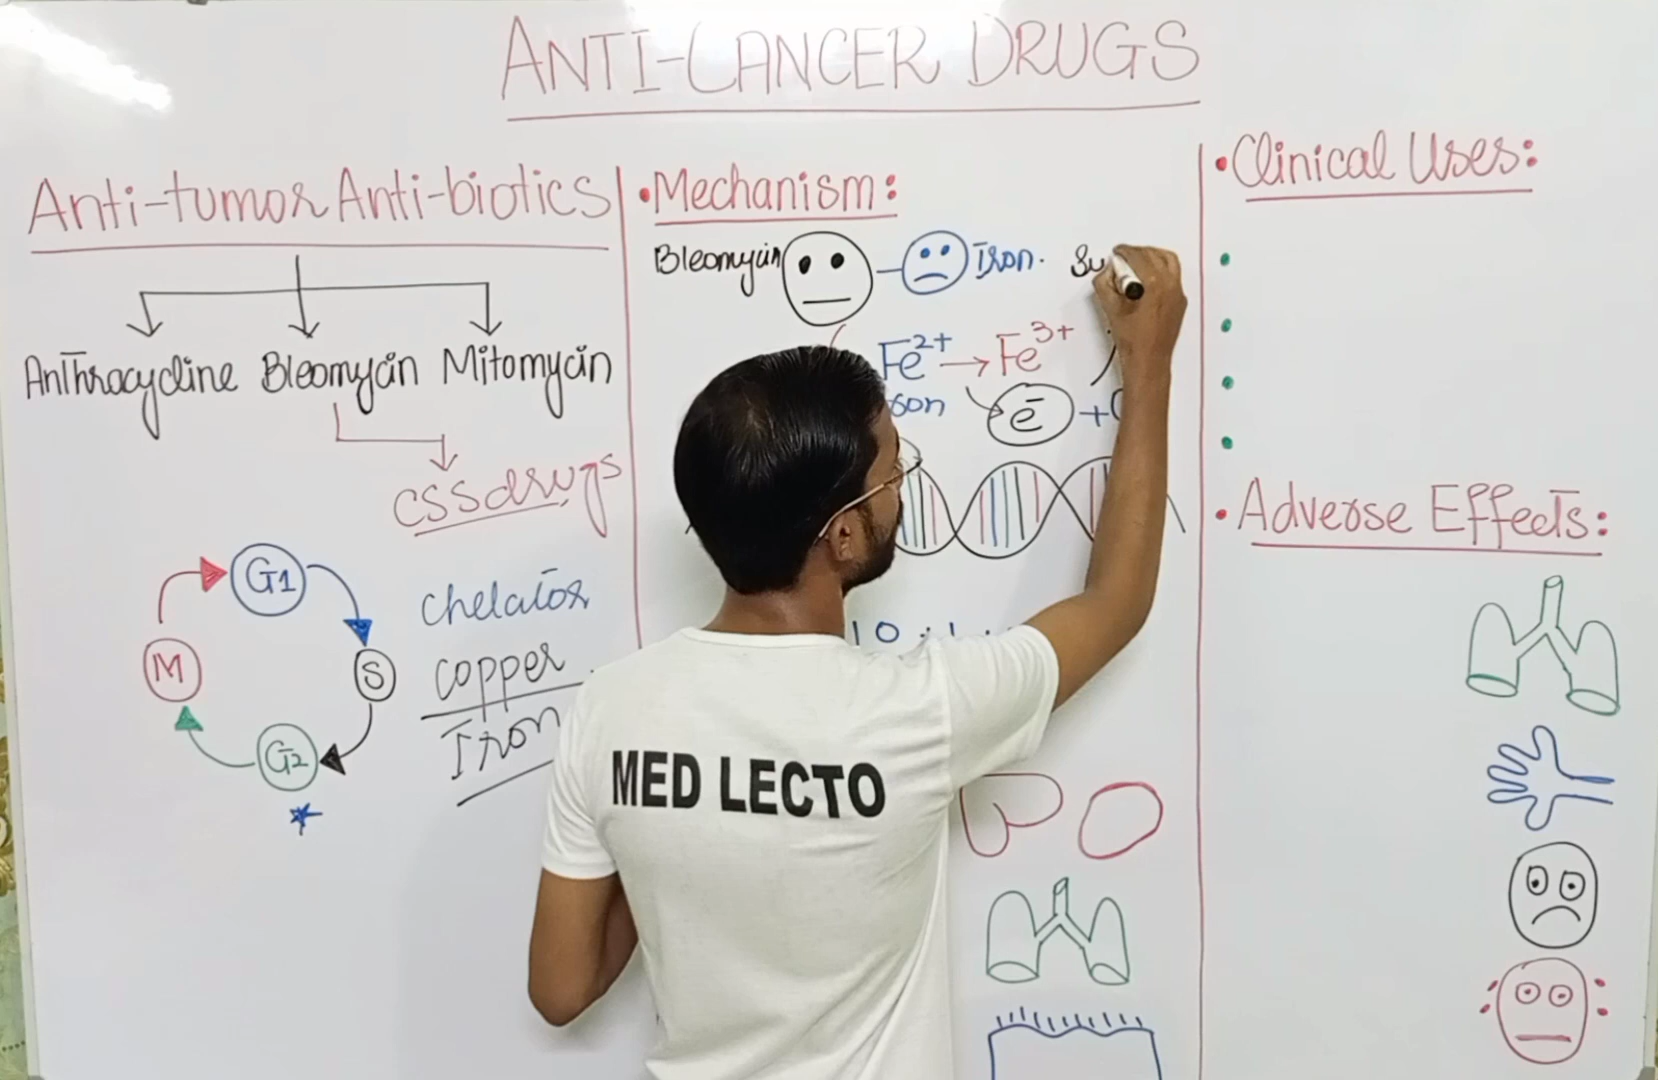 ANTI-CANCER DRUGS
Anti-tumor Anti-biotics
Anthracycline Bleomycin Mitomycin
CSS drugs
G1
S
G2
M
Chelator
Copper
Iron
•Mechanism:
Bleomycin
Iron.
Su
Fe2+ → Fe3+
e- +
•Clinical Uses:
•Adverse Effects:
MED LECTO